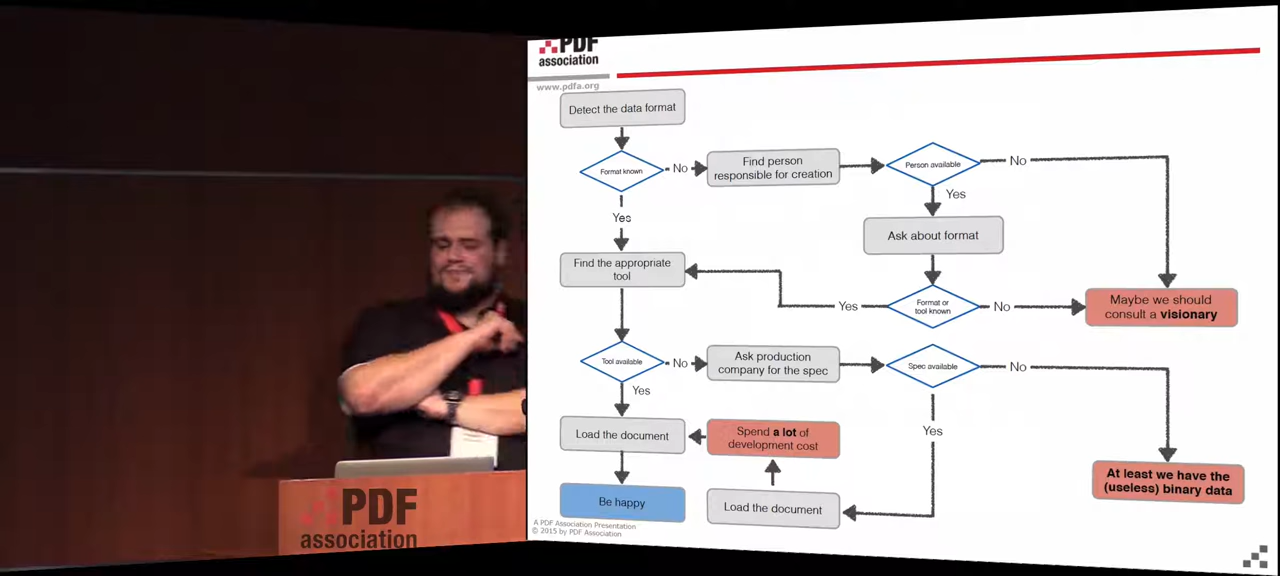 PDF
association
www.pdfa.org
Detect the data format
Format known
No
Find person
responsible for creation
Person available
No
Yes
Yes
Ask about format
Find the appropriate
tool
Yes
Format or
tool known
No
Maybe we should
consult a visionary
Tool available
No
Ask production
company for the spec
Spec available
No
Yes
Yes
Load the document
Spend a lot of
development cost
At least we have the
(useless) binary data
Be happy
Load the document
A PDF Association Presentation
© 2015 by PDF Association
PDF
association